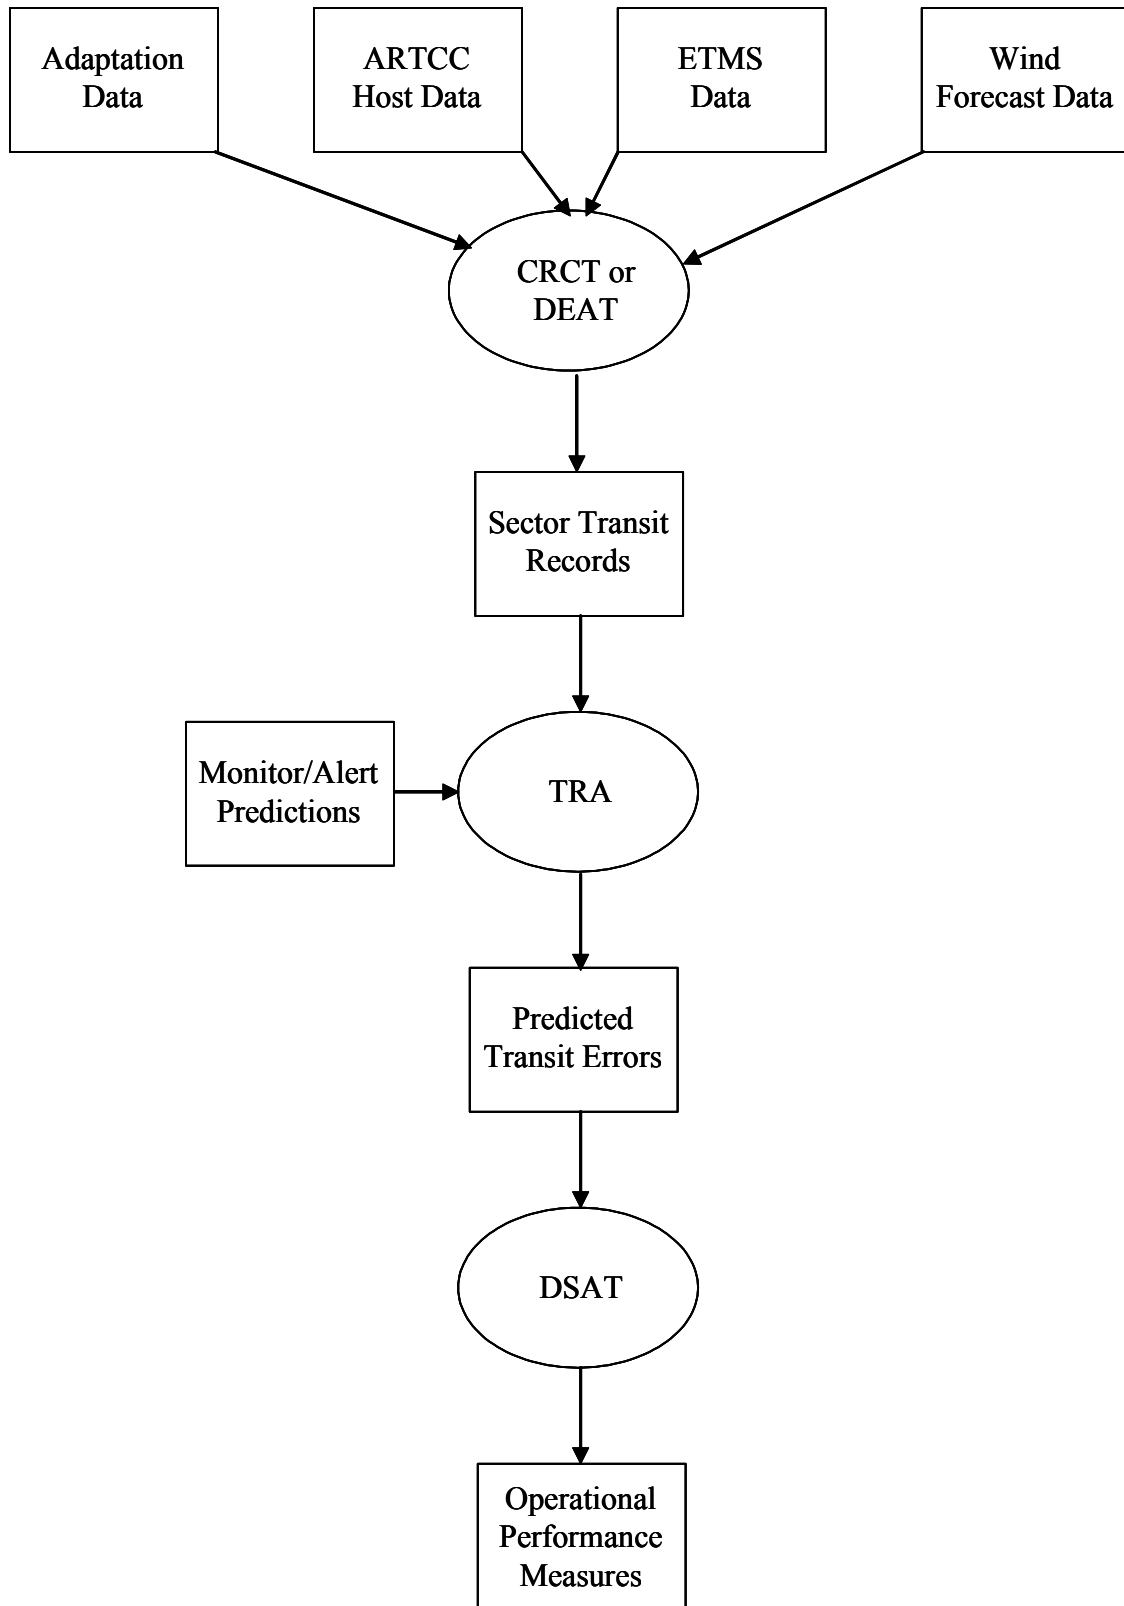 Adaptation
Data
ARTCC
Host Data
ETMS
Data
Wind
Forecast Data
CRCT or
DEAT
Sector Transit
Records
Monitor/Alert
Predictions
TRA
Predicted
Transit Errors
DSAT
Operational
Performance
Measures